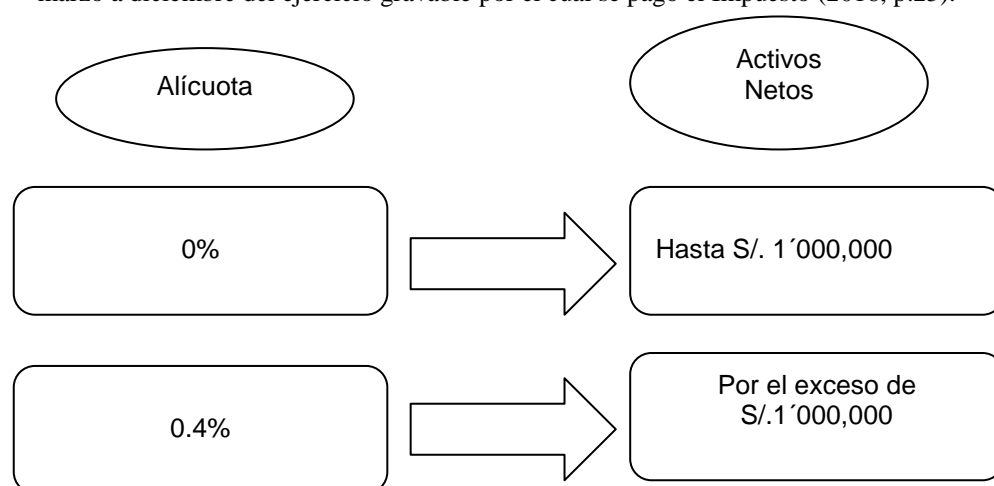 marzo a diciembre del ejercicio gravable por el cual se pagó el Impuesto (2018, p.25).
Alícuota
Activos
Netos
0%
Hasta S/. 1´000,000
0.4%
Por el exceso de
S/.1´000,000